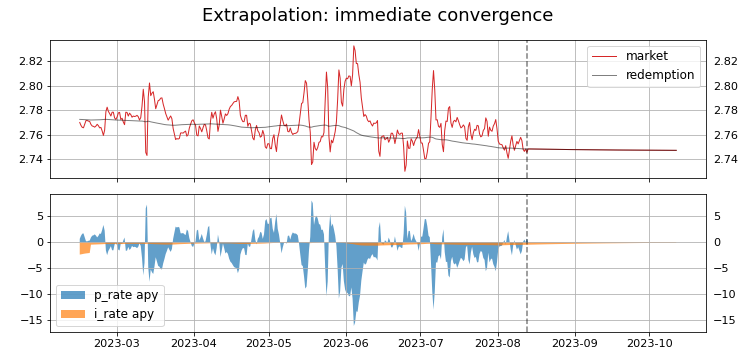 Extrapolation: immediate convergence
2.82 2.82
2.80 2.80
2.78 2.78
2.76 2.76
2.74 2.74
market
redemption
5 5
0 0
−5 −5
−10 −10
−15 −15
p_rate apy
i_rate apy
2023-03 2023-04 2023-05 2023-06 2023-07 2023-08 2023-09 2023-10